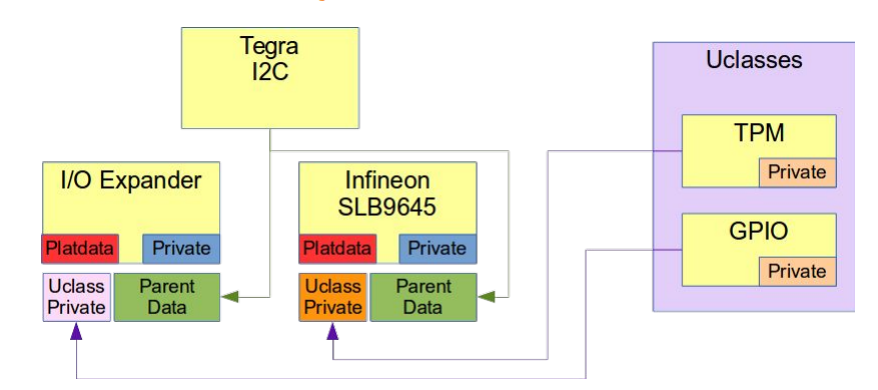 Tegra
I2C
Uclasses
TPM
Private
GPIO
Private
I/O Expander
Platdata
Private
Uclass
Private
Parent
Data
Infineon
SLB9645
Platdata
Private
Uclass
Private
Parent
Data